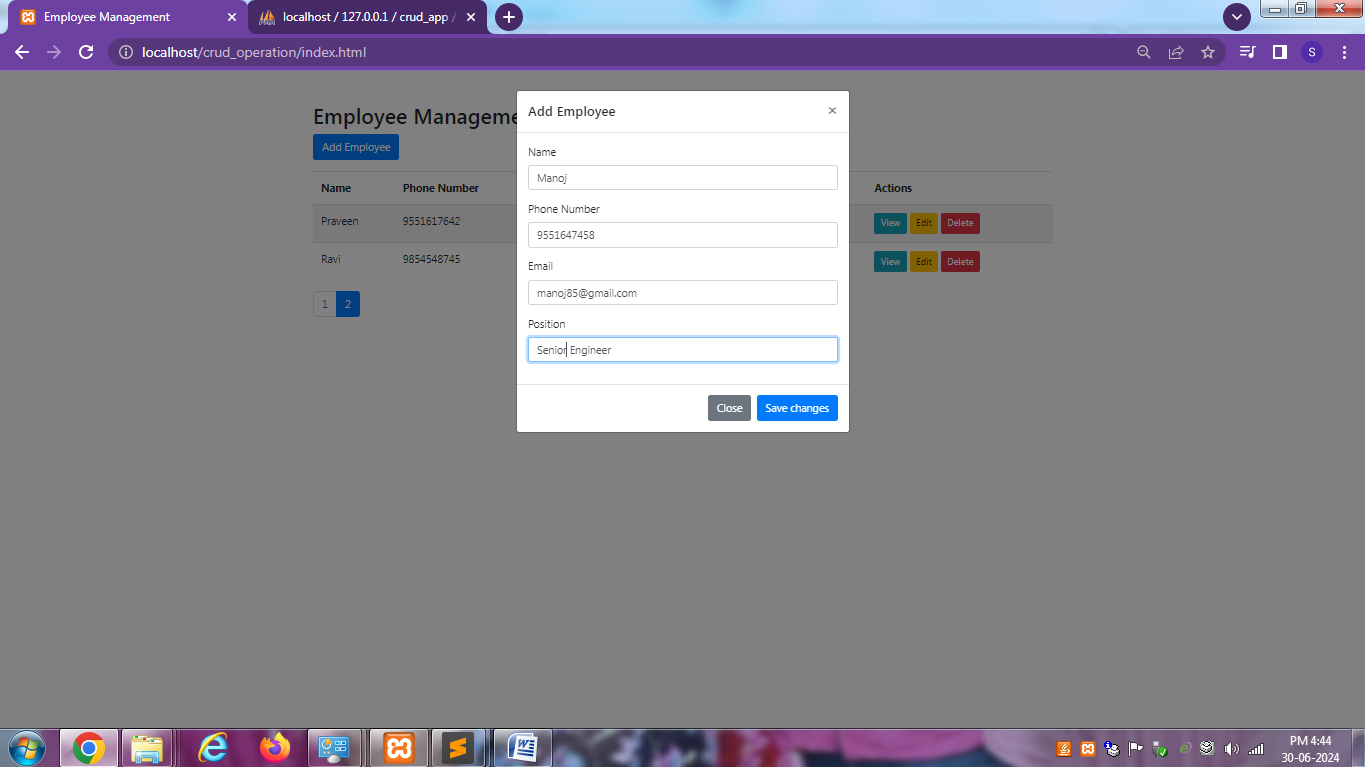 Employee Management
localhost / 127.0.0.1 / crud_app /
localhost/crud_operation/index.html
S
Employee Manageme
Add Employee
Name Phone Number Actions
Praveen 9551617642 View Edit Delete
Ravi 9854548745 View Edit Delete
1 2
Add Employee ×
Name
Manoj
Phone Number
9551647458
Email
manoj85@gmail.com
Position
Senior Engineer
Close Save changes
PM 4:44
30-06-2024